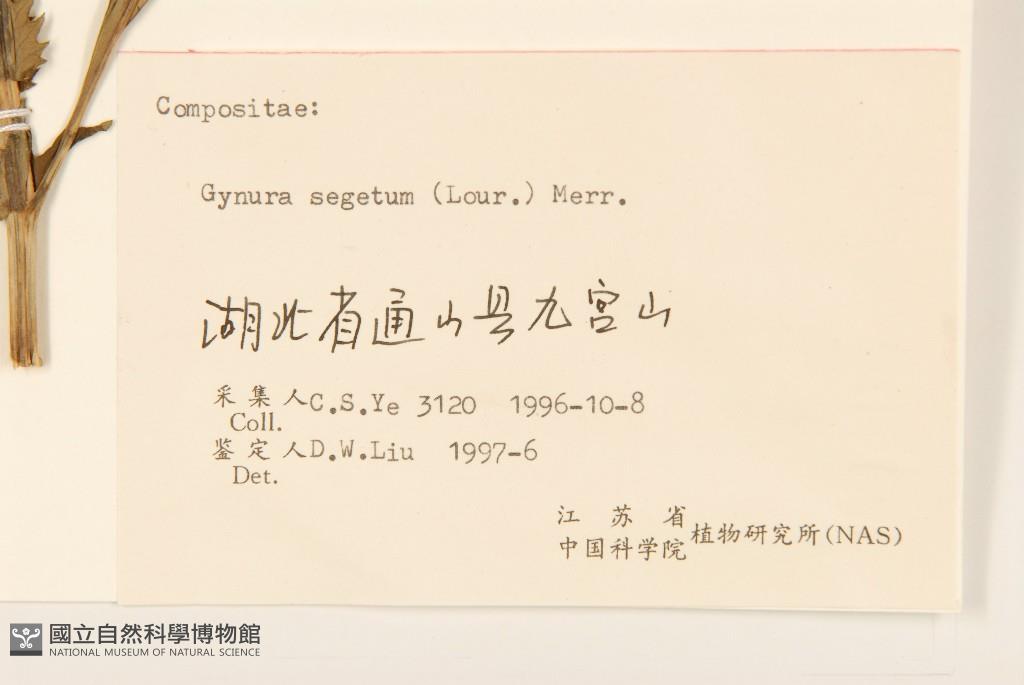 Compositae:
Gynura segetum (Lour.) Merr.
湖北省通山县九宫山
采集人C.S.Ye 3120 1996-10-8
Coll.
鉴定人D.W.Liu 1997-6
Det.
江苏省
中国科学院植物研究所(NAS)
國立自然科學博物館
NATIONAL MUSEUM OF NATURAL SCIENCE